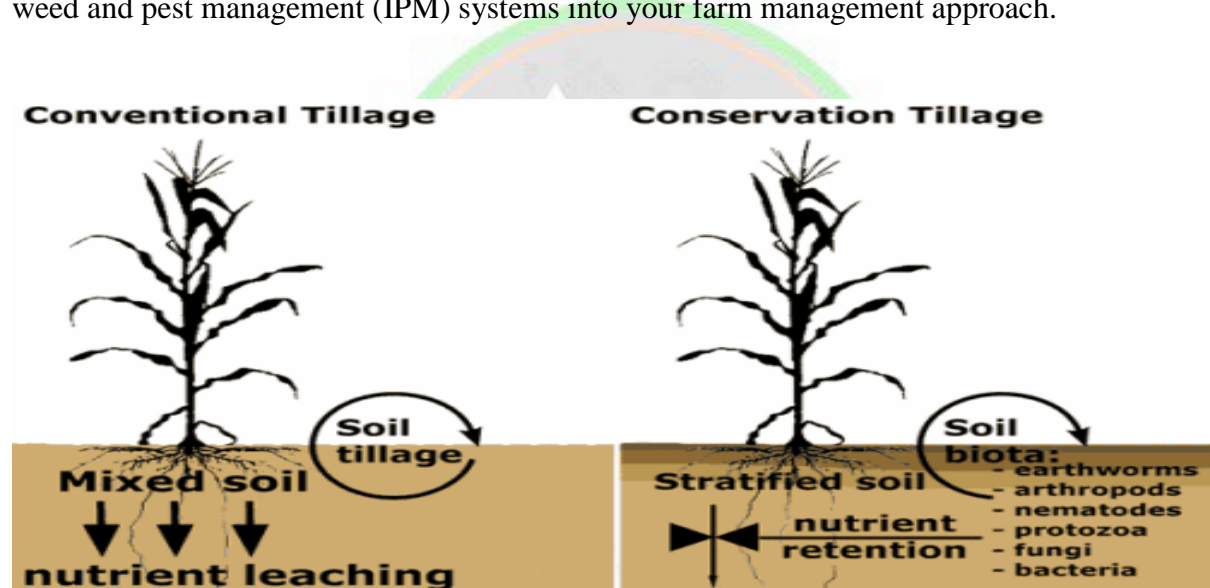 weed and pest management (IPM) systems into your farm management approach.
Conventional Tillage
Soil
tillage
Mixed soil
nutrient leaching
Conservation Tillage
Soil
biota:
- earthworms
- arthropods
- nematodes
- protozoa
- fungi
- bacteria
Stratified soil
nutrient
retention